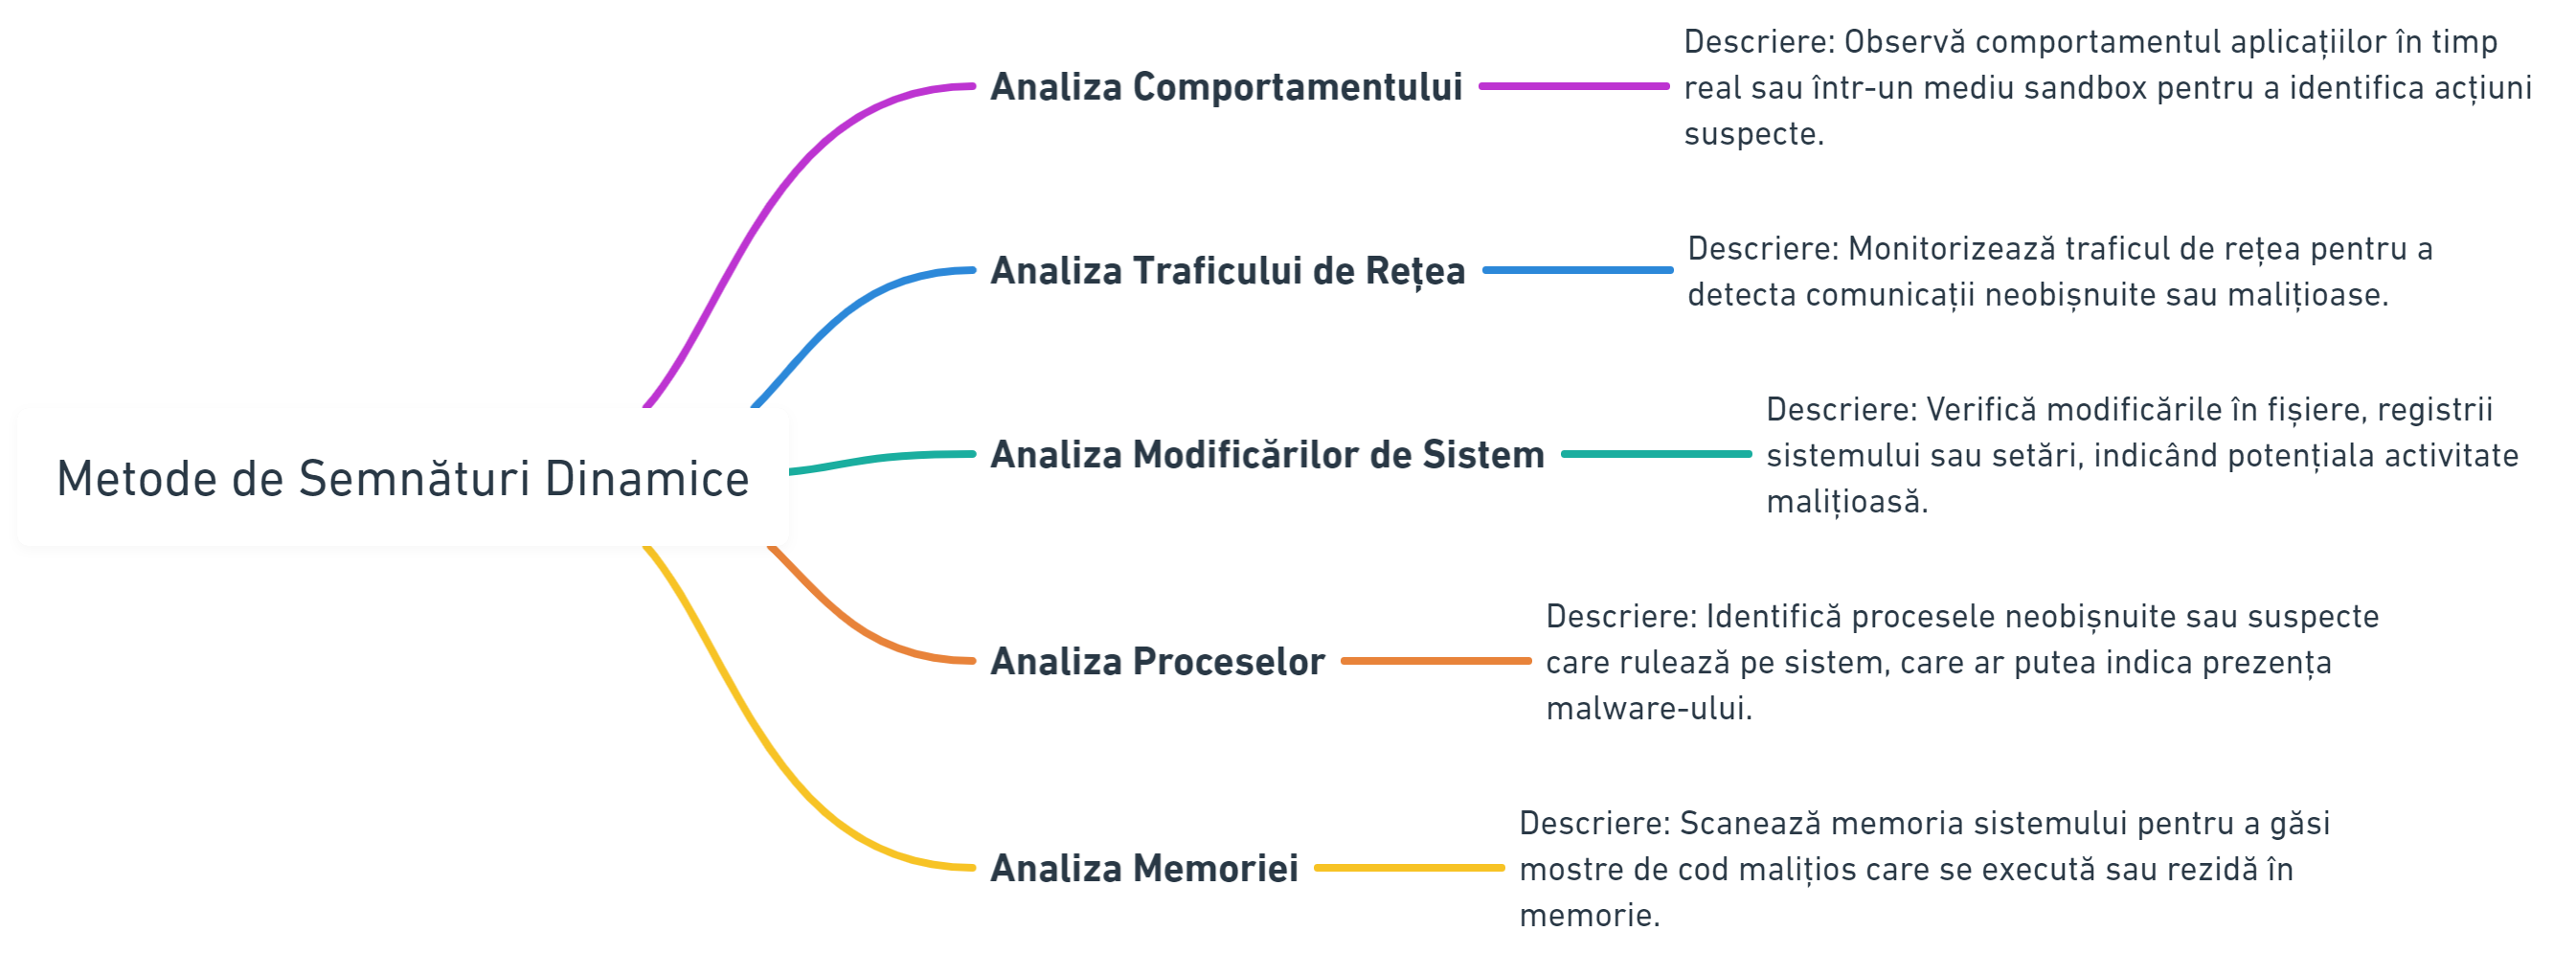 Metode de Semnături Dinamice
Analiza Comportamentului
Descriere: Observă comportamentul aplicațiilor în timp
real sau într-un mediu sandbox pentru a identifica acțiuni
suspecte.
Analiza Traficului de Rețea
Descriere: Monitorizează traficul de rețea pentru a
detecta comunicații neobișnuite sau malițioase.
Analiza Modificărilor de Sistem
Descriere: Verifică modificările în fișiere, registrii
sistemului sau setări, indicând potențiala activitate
malițioasă.
Analiza Proceselor
Descriere: Identifică procesele neobișnuite sau suspecte
care rulează pe sistem, care ar putea indica prezența
malware-ului.
Analiza Memoriei
Descriere: Scanează memoria sistemului pentru a găsi
mostre de cod malițios care se execută sau rezidă în
memorie.